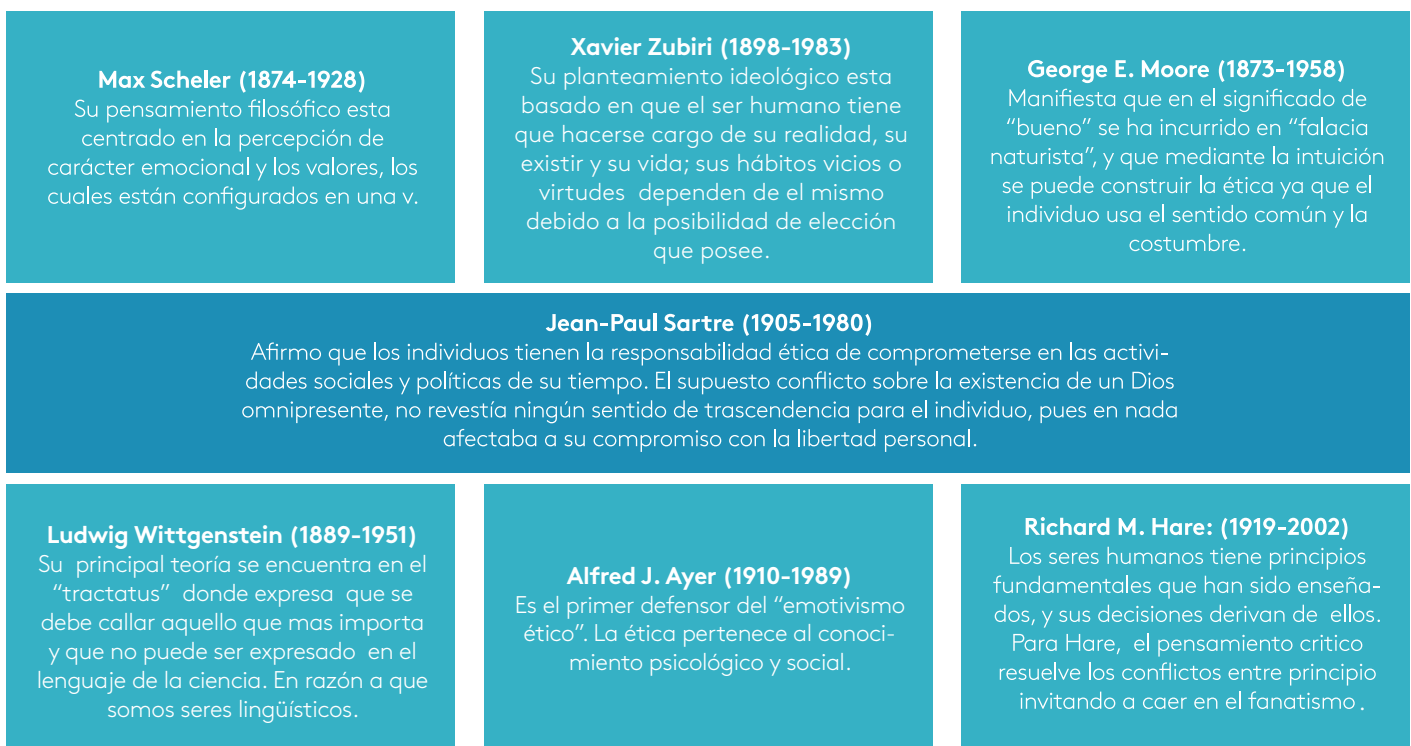 Max Scheler (1874-1928)
Su pensamiento filosófico esta
centrado en la percepción de
carácter emocional y los valores, los
cuales están configurados en una v.
Xavier Zubiri (1898-1983)
Su planteamiento ideológico esta
basado en que el ser humano tiene
que hacerse cargo de su realidad, su
existir y su vida; sus hábitos vicios o
virtudes dependen de el mismo
debido a la posibilidad de elección
que posee.
George E. Moore (1873-1958)
Manifiesta que en el significado de
“bueno” se ha incurrido en “falacia
naturista”, y que mediante la intuición
se puede construir la ética ya que el
individuo usa el sentido común y la
costumbre.
Jean-Paul Sartre (1905-1980)
Afirmo que los individuos tienen la responsabilidad ética de comprometerse en las activi-
dades sociales y políticas de su tiempo. El supuesto conflicto sobre la existencia de un Dios
omnipresente, no revestía ningún sentido de trascendencia para el individuo, pues en nada
afectaba a su compromiso con la libertad personal.
Ludwig Wittgenstein (1889-1951)
Su principal teoría se encuentra en el
“tractatus” donde expresa que se
debe callar aquello que mas importa
y que no puede ser expresado en el
lenguaje de la ciencia. En razón a que
somos seres lingüísticos.
Alfred J. Ayer (1910-1989)
Es el primer defensor del “emotivismo
ético”. La ética pertenece al conoci-
miento psicológico y social.
Richard M. Hare: (1919-2002)
Los seres humanos tiene principios
fundamentales que han sido enseña-
dos, y sus decisiones derivan de ellos.
Para Hare, el pensamiento critico
resuelve los conflictos entre principio
invitando a caer en el fanatismo.